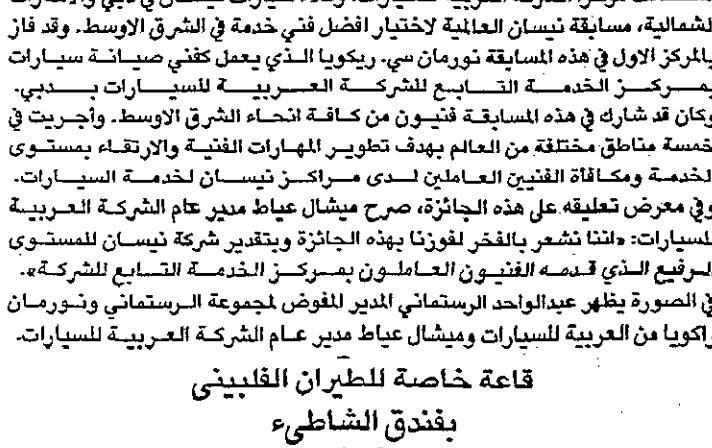 الشمالية، مسابقة نيسان العالمية لاختيار افضل فني خدمة في الشرق الاوسط. وقد فاز
بالمركز الاول في هذه المسابقة نورمان سي. ريكويا الذي يعمل كفني صيانة سيارات
بمركز الخدمة التابع للشركة العربية للسيارات بدبي.
وكان قد شارك في هذه المسابقة فنيون من كافة انحاء الشرق الاوسط. وأجريت في
خمسة مناطق مختلفة من العالم بهدف تطوير المهارات الفنية والارتقاء بمستوى
الخدمة ومكافأة الفنيين العاملين لدى مراكز نيسان لخدمة السيارات.
وفي معرض تعليقه على هذه الجائزة، صرح ميشال عياط مدير عام الشركة العربية
للسيارات: «اننا نشعر بالفخر لفوزنا بهذه الجائزة وبتقدير شركة نيسان للمستوى
الرفيع الذي قدمه الفنيون العاملون بمركز الخدمة التابع للشركة».
في الصورة يظهر عبدالواحد الرستماني المدير المفوض لمجموعة الرستماني ونورمان
راكويا من العربية للسيارات وميشال عياط مدير عام الشركة العربية للسيارات.
قاعة خاصة للطيران الفلبيني
بفندق الشاطىء